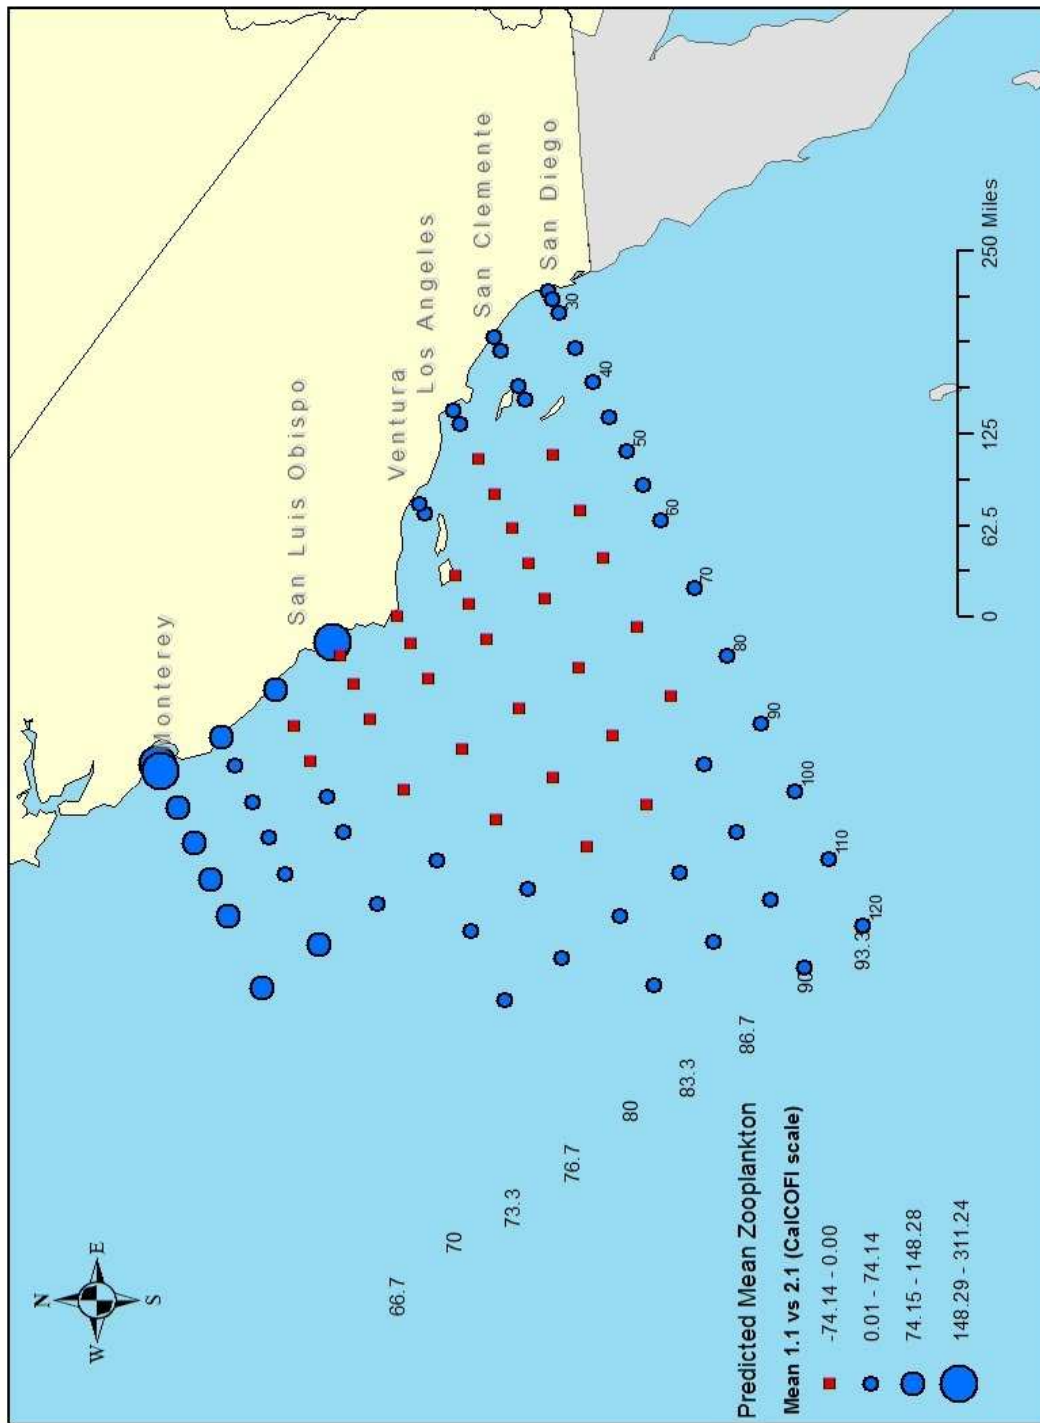 N
W
E
S
Monterey
San Luis Obispo
Ventura
Los Angeles
San Clemente
San Diego
30
40
50
60
70
80
90
100
110
120
66.7
70
73.3
76.7
80
83.3
86.7
90
93.3
Predicted Mean Zooplankton
Mean 1.1 vs 2.1 (CalCOFI scale)
-74.14 - 0.00
0.01 - 74.14
74.15 - 148.28
148.29 - 311.24
0 62.5 125 250 Miles